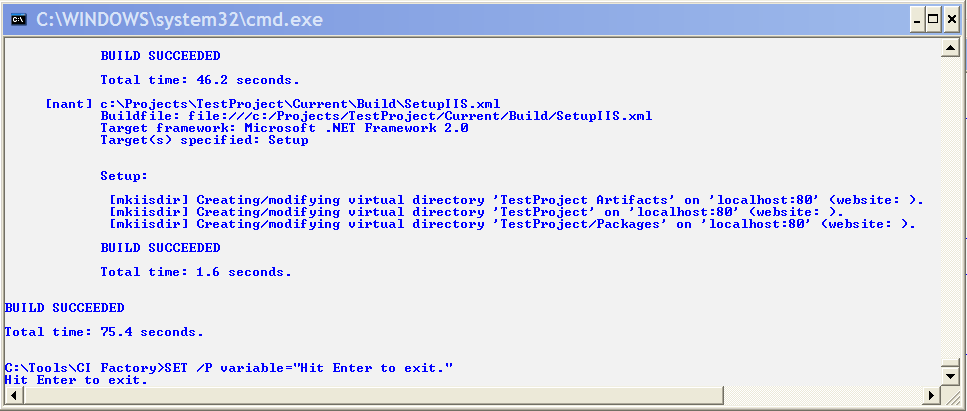 C:\WINDOWS\system32\cmd.exe
BUILD SUCCEEDED
Total time: 46.2 seconds.
[nant] c:\Projects\TestProject\Current\Build\SetupIIS.xml
Buildfile: file:///c:/Projects/TestProject/Current/Build/SetupIIS.xml
Target framework: Microsoft .NET Framework 2.0
Target(s) specified: Setup
Setup:
[mkiisdir] Creating/modifying virtual directory 'TestProject Artifacts' on 'localhost:80' (website: ).
[mkiisdir] Creating/modifying virtual directory 'TestProject' on 'localhost:80' (website: ).
[mkiisdir] Creating/modifying virtual directory 'TestProject/Packages' on 'localhost:80' (website: ).
BUILD SUCCEEDED
Total time: 1.6 seconds.
BUILD SUCCEEDED
Total time: 75.4 seconds.
C:\Tools\CI Factory>SET /P variable="Hit Enter to exit."
Hit Enter to exit.